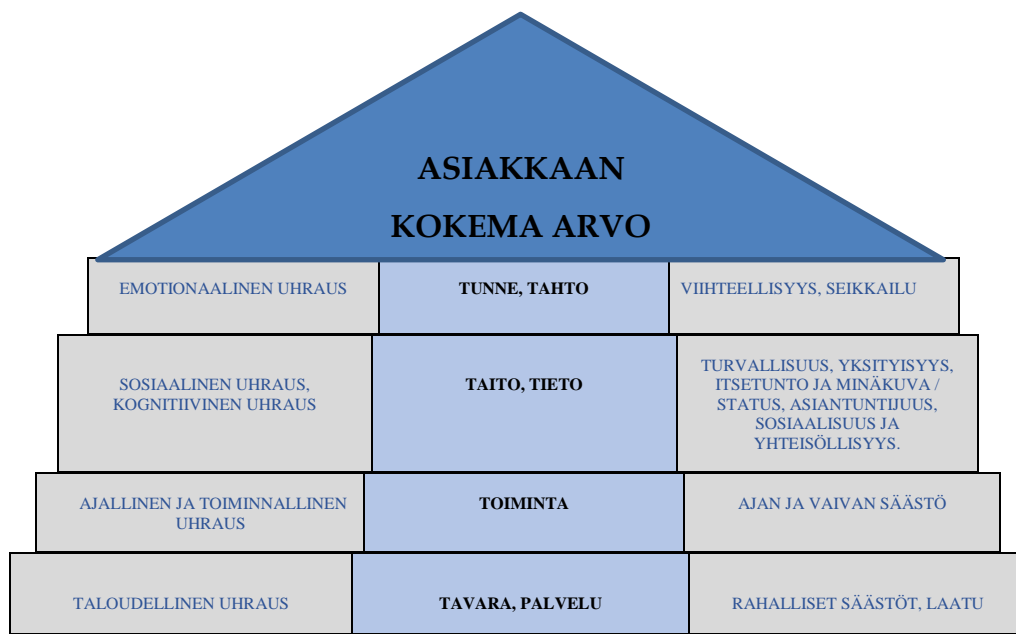 ASIAKKAAN
KOKEMA ARVO
EMOTIONAALINEN UHRAUS
TUNNE, TAHTO
VIIHTEELLISYYS, SEIKKAILU
SOSIAALINEN UHRAUS,
KOGNITIIVINEN UHRAUS
TAITO, TIETO
TURVALLISUUS, YKSITYISYYS,
ITSETUNTO JA MINÄKUVA /
STATUS, ASIANTUNTIJUUS,
SOSIAALISUUS JA
YHTEISÖLLISYYS.
AJALLINEN JA TOIMINNALLINEN
UHRAUS
TOIMINTA
AJAN JA VAIVAN SÄÄSTÖ
TALOUDELLINEN UHRAUS
TAVARA, PALVELU
RAHALLISET SÄÄSTÖT, LAATU